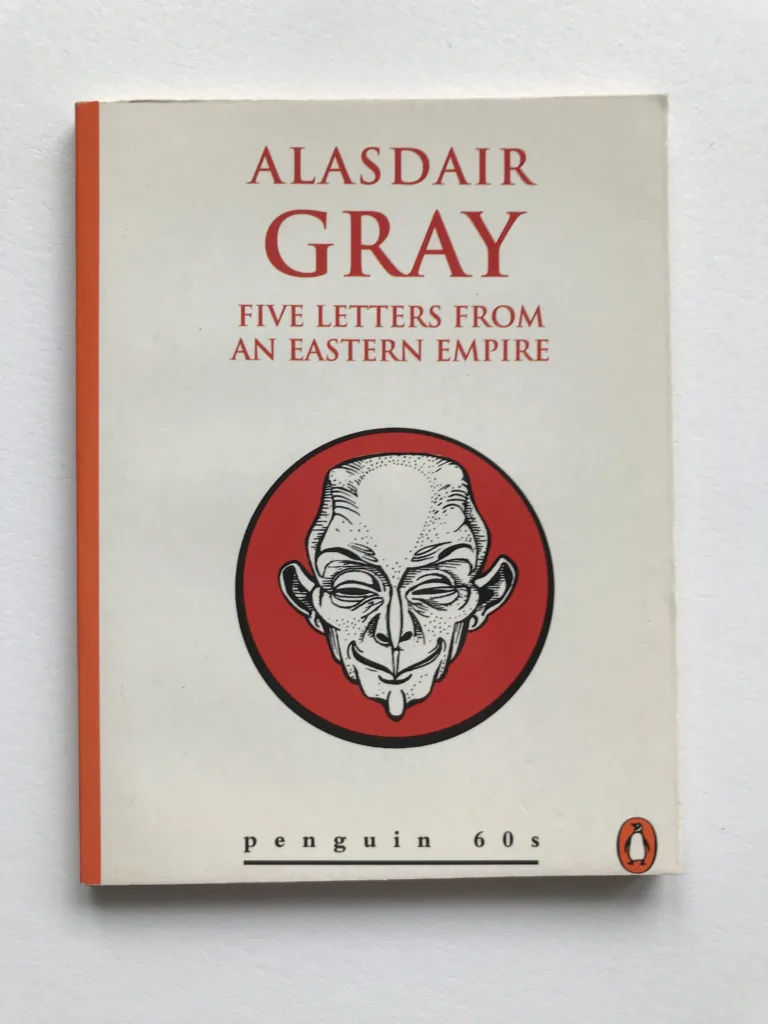 ALASDAIR
GRAY
FIVE LETTERS FROM
AN EASTERN EMPIRE
penguin 60s